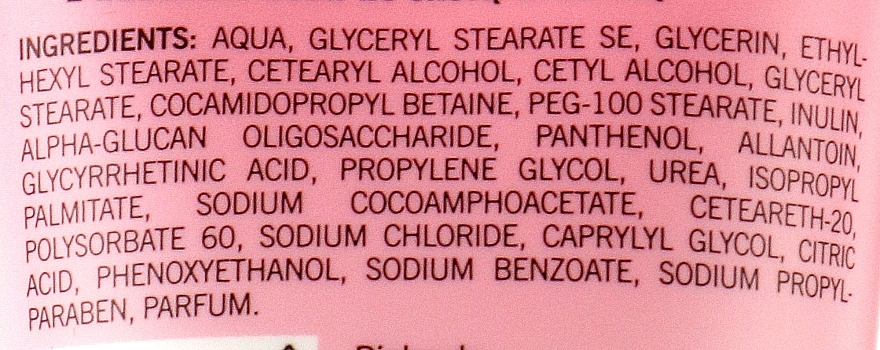 INGREDIENTS: AQUA, GLYCERYL STEARATE SE, GLYCERIN, ETHYL-
HEXYL STEARATE, CETEARYL ALCOHOL, CETYL ALCOHOL, GLYCERYL
STEARATE, COCAMIDOPROPYL BETAINE, PEG-100 STEARATE, INULIN,
ALPHA-GLUCAN OLIGOSACCHARIDE, PANTHENOL, ALLANTOIN,
GLYCYRRHETINIC ACID, PROPYLENE GLYCOL, UREA, ISOPROPYL
PALMITATE, SODIUM COCOAMPHOACETATE, CETEARETH-20,
POLYSORBATE 60, SODIUM CHLORIDE, CAPRYLYL GLYCOL, CITRIC
ACID, PHENOXYETHANOL, SODIUM BENZOATE, SODIUM PROPYL-
PARABEN, PARFUM.